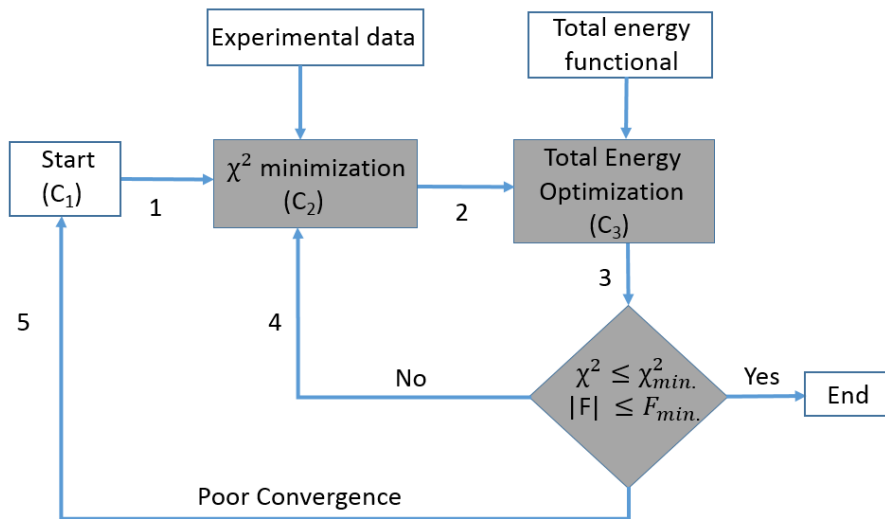 Experimental data
Total energy
functional
Start
(C₁)
1
χ² minimization
(C₂)
2
Total Energy
Optimization
(C₃)
3
5
4
No
χ² ≤ χ²min.
|F| ≤ Fmin.
Yes
End
Poor Convergence